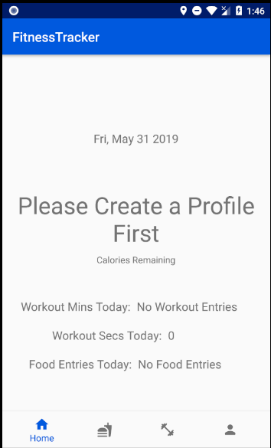 1:46
FitnessTracker
Fri, May 31 2019
Please Create a Profile
First
Calories Remaining
Workout Mins Today: No Workout Entries
Workout Secs Today: 0
Food Entries Today: No Food Entries
Home